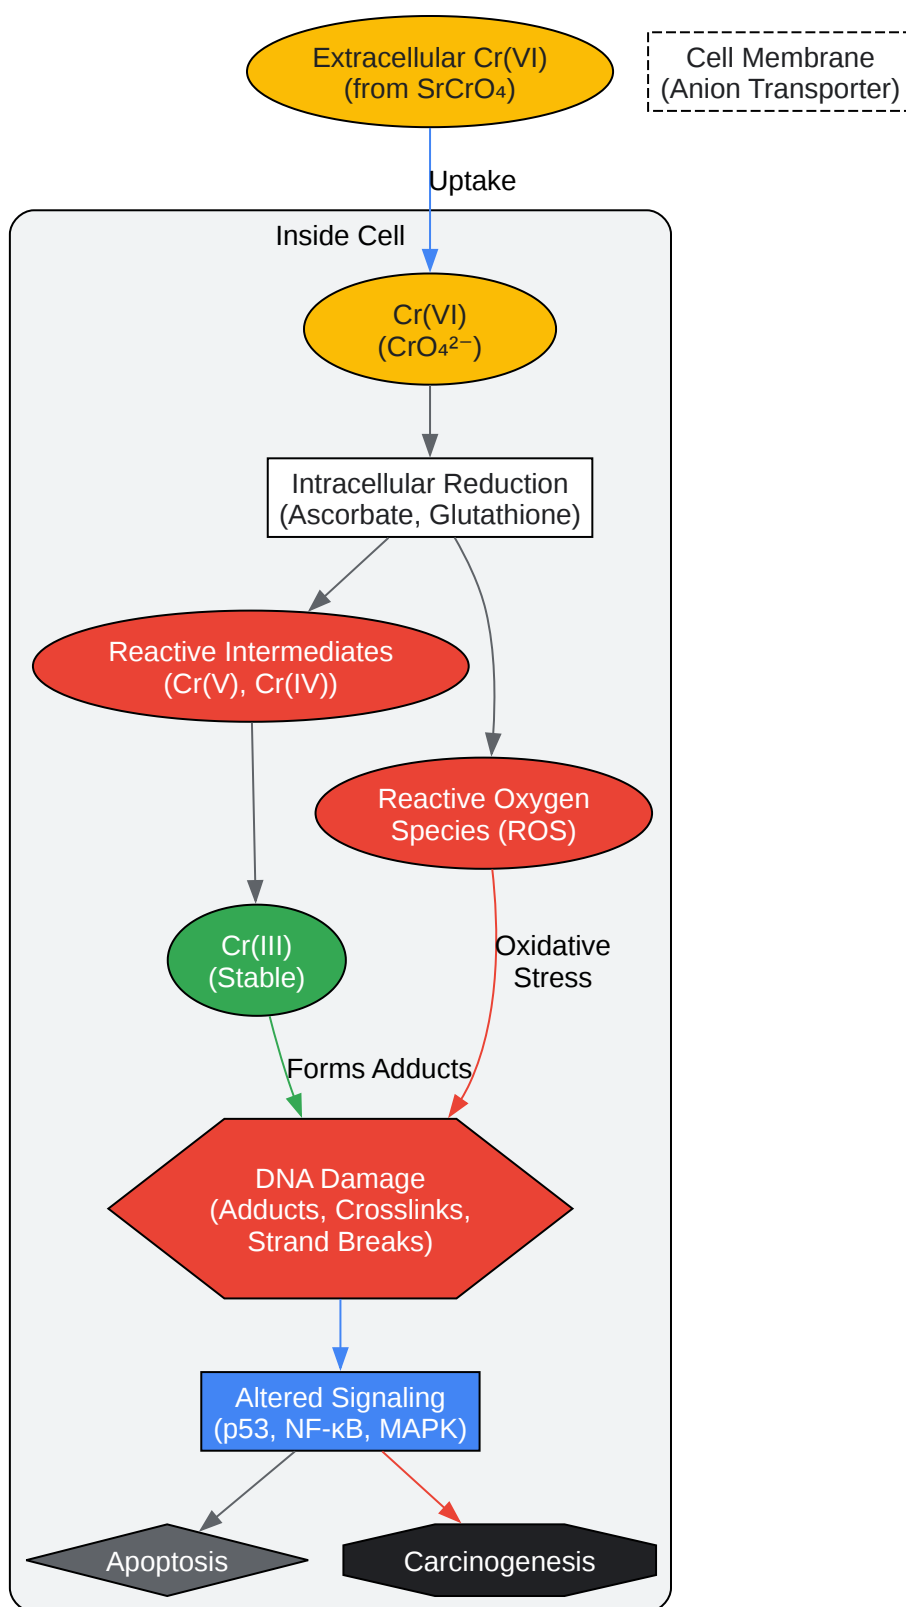 Extracellular Cr(VI)
(from SrCrO₄)
Cell Membrane
(Anion Transporter)
Uptake
Inside Cell
Cr(VI)
(CrO₄²⁻)
Intracellular Reduction
(Ascorbate, Glutathione)
Reactive Intermediates
(Cr(V), Cr(IV))
Reactive Oxygen
Species (ROS)
Cr(III)
(Stable)
Oxidative
Stress
Forms Adducts
DNA Damage
(Adducts, Crosslinks,
Strand Breaks)
Altered Signaling
(p53, NF-κB, MAPK)
Apoptosis
Carcinogenesis